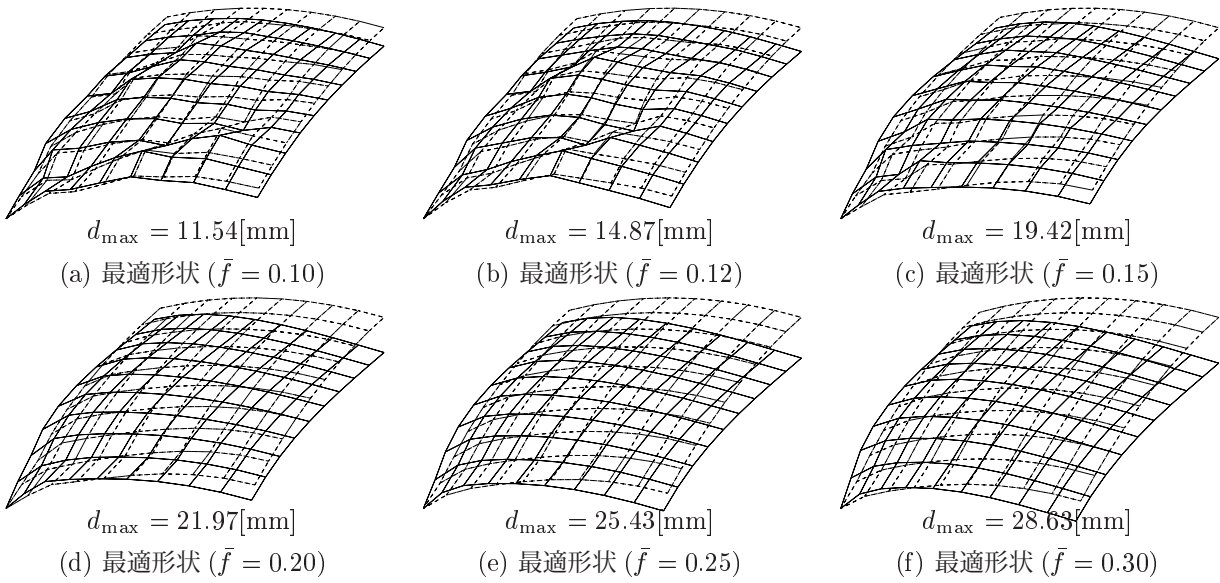 d_max = 11.54[mm]
(a) 最適形状 (f̄ = 0.10)
d_max = 14.87[mm]
(b) 最適形状 (f̄ = 0.12)
d_max = 19.42[mm]
(c) 最適形状 (f̄ = 0.15)
d_max = 21.97[mm]
(d) 最適形状 (f̄ = 0.20)
d_max = 25.43[mm]
(e) 最適形状 (f̄ = 0.25)
d_max = 28.63[mm]
(f) 最適形状 (f̄ = 0.30)